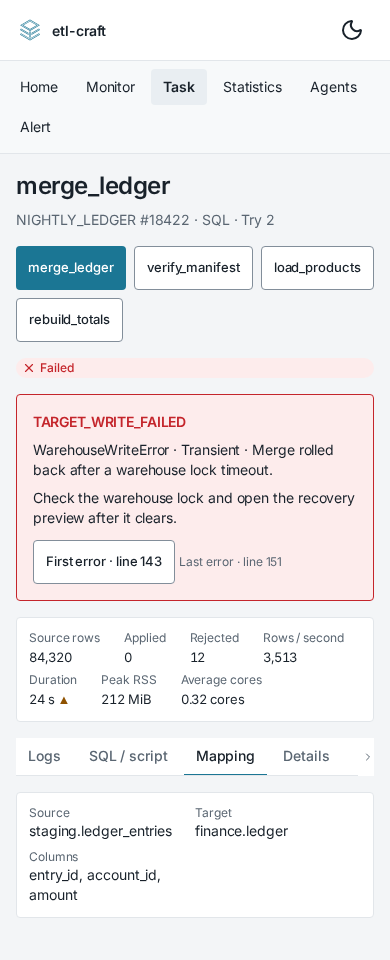 etl-craft
Home Monitor Task Statistics Agents
Alert
merge_ledger
NIGHTLY_LEDGER #18422 · SQL · Try 2
merge_ledger verify_manifest load_products
rebuild_totals
Failed
TARGET_WRITE_FAILED
WarehouseWriteError · Transient · Merge rolled
back after a warehouse lock timeout.
Check the warehouse lock and open the recovery
preview after it clears.
First error · line 143 Last error · line 151
Source rows Applied Rejected Rows / second
84,320 0 12 3,513
Duration Peak RSS Average cores
24 s ▲ 212 MiB 0.32 cores
Logs SQL / script Mapping Details
Source Target
staging.ledger_entries finance.ledger
Columns
entry_id, account_id,
amount